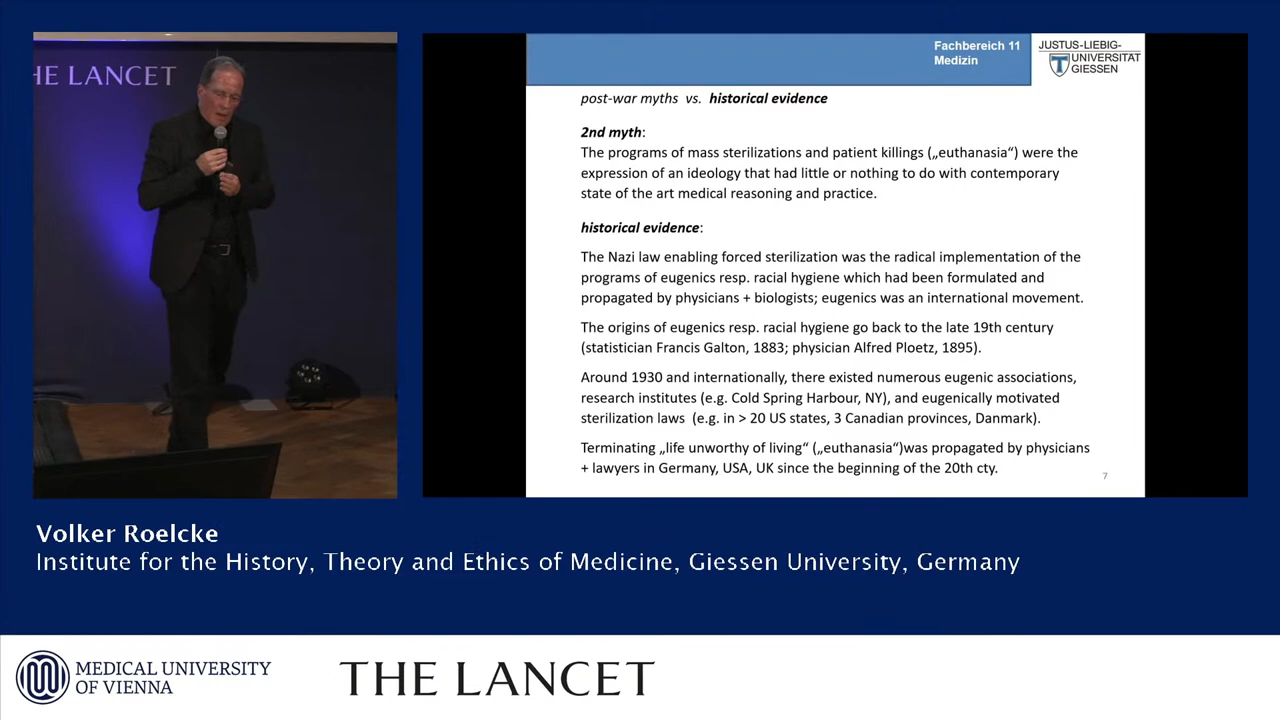 THE LANCET
Fachbereich 11
Medizin
JUSTUS-LIEBIG-
UNIVERSITAT
GIESSEN
post-war myths vs. historical evidence
2nd myth:
The programs of mass sterilizations and patient killings („euthanasia“) were the
expression of an ideology that had little or nothing to do with contemporary
state of the art medical reasoning and practice.
historical evidence:
The Nazi law enabling forced sterilization was the radical implementation of the
programs of eugenics resp. racial hygiene which had been formulated and
propagated by physicians + biologists; eugenics was an international movement.
The origins of eugenics resp. racial hygiene go back to the late 19th century
(statistician Francis Galton, 1883; physician Alfred Ploetz, 1895).
Around 1930 and internationally, there existed numerous eugenic associations,
research institutes (e.g. Cold Spring Harbour, NY), and eugenically motivated
sterilization laws (e.g. in > 20 US states, 3 Canadian provinces, Danmark).
Terminating „life unworthy of living“ („euthanasia“)was propagated by physicians
+ lawyers in Germany, USA, UK since the beginning of the 20th cty.
7
Volker Roelcke
Institute for the History, Theory and Ethics of Medicine, Giessen University, Germany
MEDICAL UNIVERSITY
OF VIENNA
THE LANCET